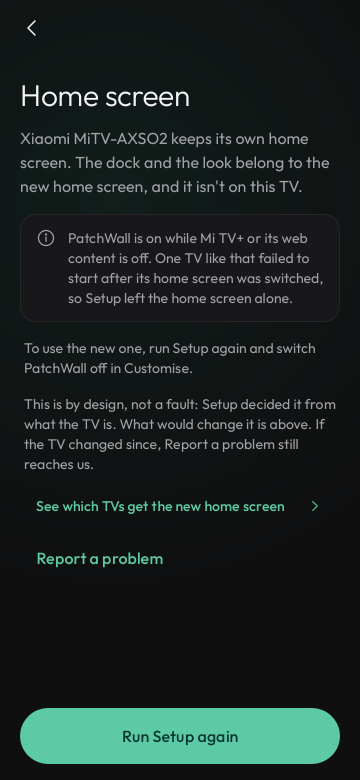 Home screen
Xiaomi MiTV-AXSO2 keeps its own home
screen. The dock and the look belong to the
new home screen, and it isn't on this TV.
PatchWall is on while Mi TV+ or its web
content is off. One TV like that failed to
start after its home screen was switched,
so Setup left the home screen alone.
To use the new one, run Setup again and switch
PatchWall off in Customise.
This is by design, not a fault: Setup decided it from
what the TV is. What would change it is above. If
the TV changed since, Report a problem still
reaches us.
See which TVs get the new home screen
Report a problem
Run Setup again